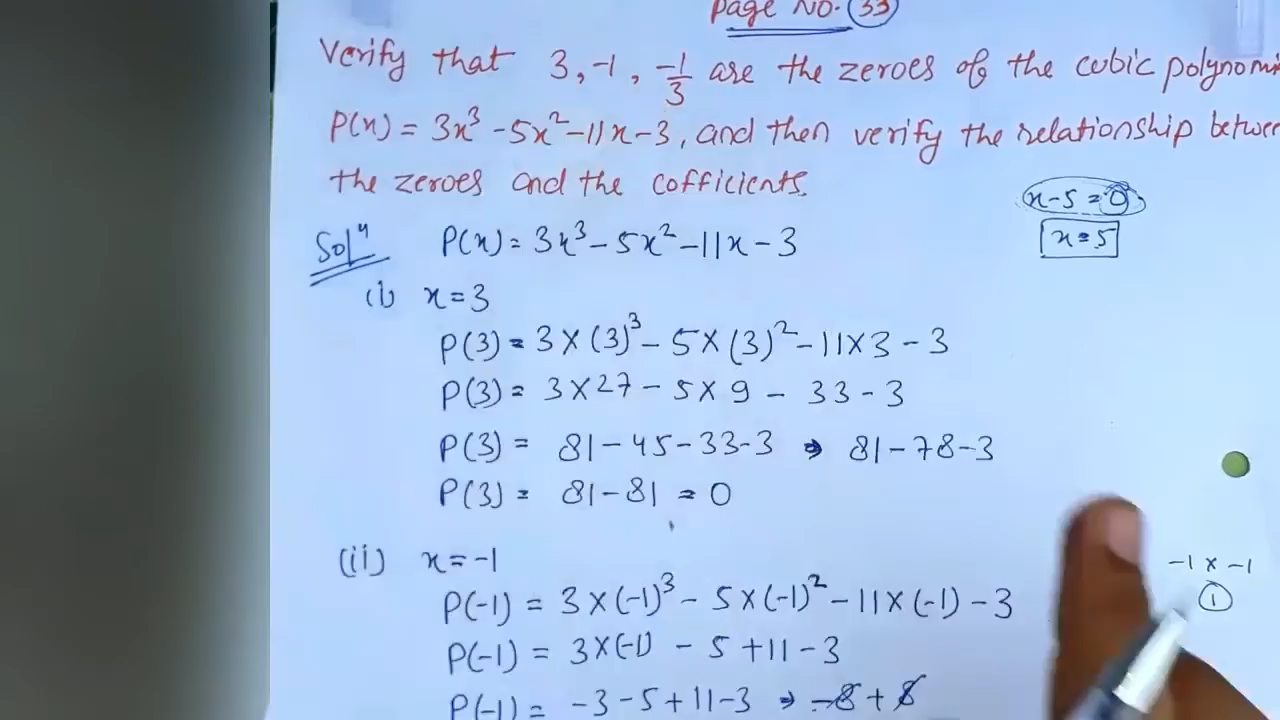 Page No. 33
Verify that 3, -1, -1/3 are the zeroes of the cubic
P(x) = 3x³ - 5x² - 11x - 3, and then verify the relationship
the zeroes and the cofficients.
x-5=0
x=5
Solⁿ P(x) = 3x³ - 5x² - 11x - 3
(i) x = 3
P(3) = 3 × (3)³ - 5 × (3)² - 11×3 - 3
P(3) = 3 × 27 - 5 × 9 - 33 - 3
P(3) = 81 - 45 - 33 - 3 ⇒ 81 - 78 - 3
P(3) = 81 - 81 = 0
(ii) x = -1
-1 × -1
1
P(-1) = 3 × (-1)³ - 5 × (-1)² - 11 × (-1) - 3
P(-1) = 3×(-1) - 5 + 11 - 3
P(-1) = -3 - 5 + 11 - 3 ⇒ -8 + 8